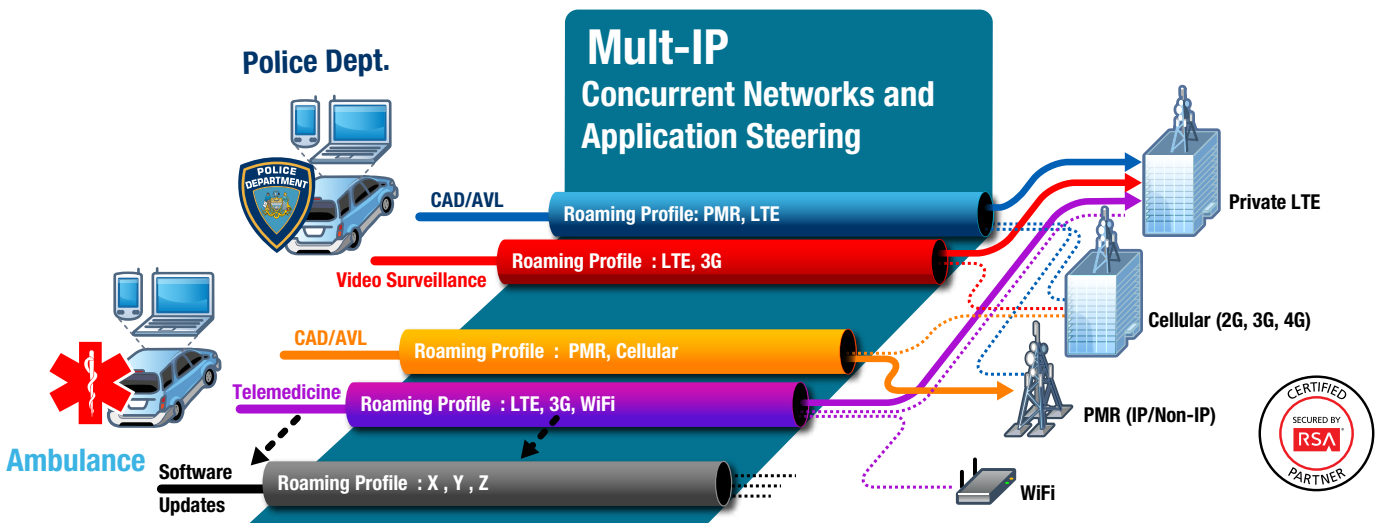 Mult-IP
Concurrent Networks and
Application Steering
Police Dept.
POLICE
DEPARTMENT
CAD/AVL
Roaming Profile: PMR, LTE
Private LTE
Roaming Profile : LTE, 3G
Video Surveillance
Cellular (2G, 3G, 4G)
CAD/AVL
Roaming Profile : PMR, Cellular
Telemedicine
Roaming Profile : LTE, 3G, WiFi
PMR (IP/Non-IP)
Ambulance
Software
Updates
Roaming Profile : X , Y , Z
WiFi
CERTIFIED
SECURED BY
RSA
PARTNER